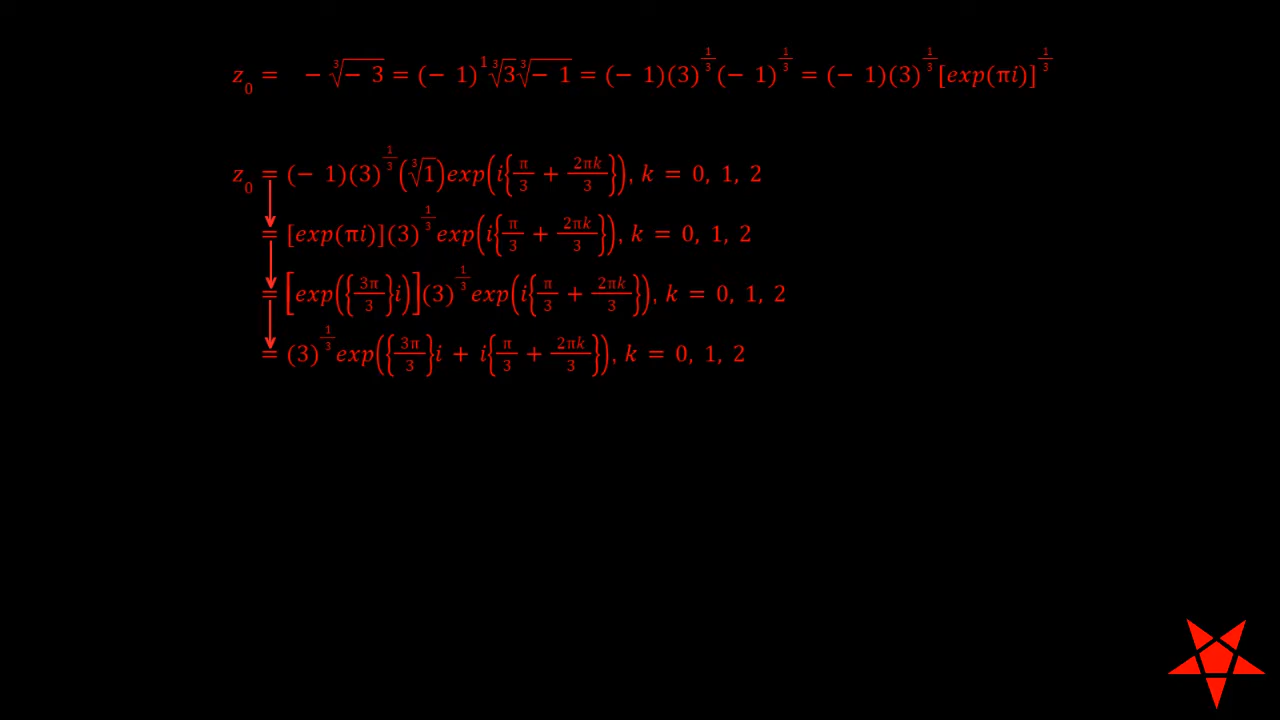 z₀ = − ∛(− 3) = (− 1)¹∛3∛(− 1) = (− 1)(3)^(1/3)(− 1)^(1/3) = (− 1)(3)^(1/3)[exp(πi)]^(1/3)
z₀ = (− 1)(3)^(1/3)(∛1)exp(i{π/3 + 2πk/3}), k = 0, 1, 2
= [exp(πi)](3)^(1/3)exp(i{π/3 + 2πk/3}), k = 0, 1, 2
= [exp({3π/3}i)](3)^(1/3)exp(i{π/3 + 2πk/3}), k = 0, 1, 2
= (3)^(1/3)exp({3π/3}i + i{π/3 + 2πk/3}), k = 0, 1, 2